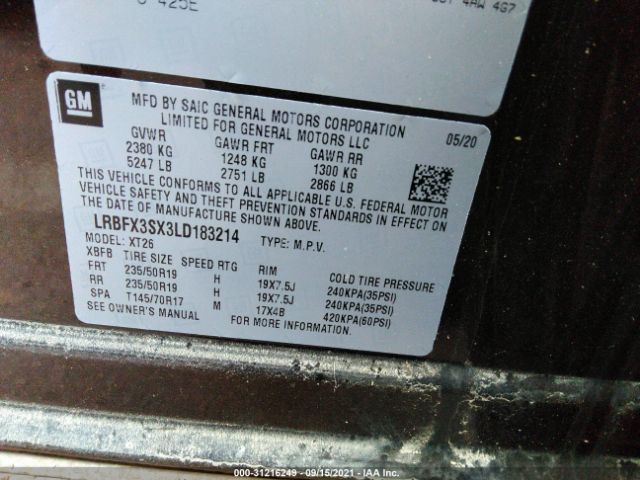 425E
4AW 4G7
GM
MFD BY SAIC GENERAL MOTORS CORPORATION
LIMITED FOR GENERAL MOTORS LLC
05/20
GVWR GAWR FRT GAWR RR
2380 KG 1248 KG 1300 KG
5247 LB 2751 LB 2866 LB
THIS VEHICLE CONFORMS TO ALL APPLICABLE U.S. FEDERAL MOTOR
VEHICLE SAFETY AND THEFT PREVENTION STANDARDS IN EFFECT ON
THE DATE OF MANUFACTURE SHOWN ABOVE.
LRBFX3SX3LD183214 TYPE: M.P.V.
MODEL: XT26
XBFB TIRE SIZE SPEED RTG RIM COLD TIRE PRESSURE
FRT 235/50R19 H 19X7.5J 240KPA(35PSI)
RR 235/50R19 H 19X7.5J 240KPA(35PSI)
SPA T145/70R17 M 17X4B 420KPA(60PSI)
SEE OWNER'S MANUAL FOR MORE INFORMATION.
000-31216249 - 09/15/2021 - IAA Inc.